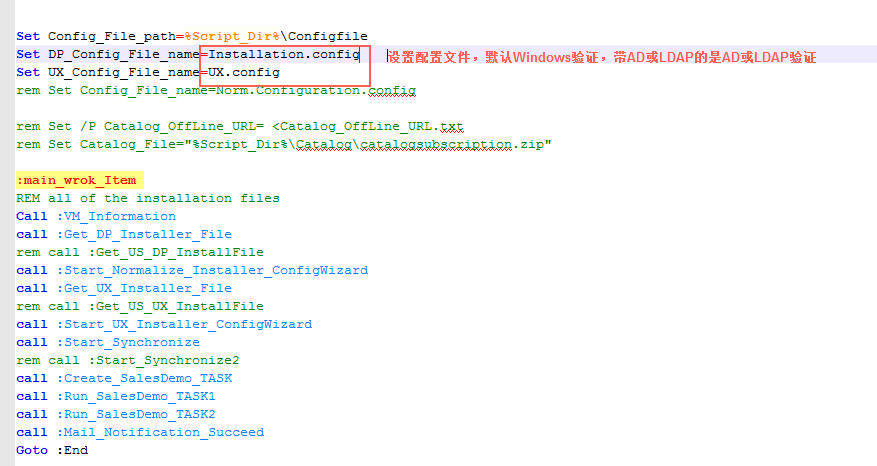 Set Config_File_path=%Script_Dir%\Configfile
Set DP_Config_File_name=Installation.config 设置配置文件，默认Windows验证，带AD或LDAP的是AD或LDAP验证
Set UX_Config_File_name=UX.config
rem Set Config_File_name=Norm.Configuration.config
rem Set /P Catalog_OffLine_URL= <Catalog_OffLine_URL.txt
rem Set Catalog_File="%Script_Dir%\Catalog\catalogsubscription.zip"
:main_wrok_Item
REM all of the installation files
Call :VM_Information
call :Get_DP_Installer_File
rem call :Get_US_DP_InstallFile
call :Start_Normalize_Installer_ConfigWizard
call :Get_UX_Installer_File
rem call :Get_US_UX_InstallFile
call :Start_UX_Installer_ConfigWizard
call :Start_Synchronize
rem call :Start_Synchronize2
call :Create_SalesDemo_TASK
call :Run_SalesDemo_TASK1
call :Run_SalesDemo_TASK2
call :Mail_Notification_Succeed
Goto :End